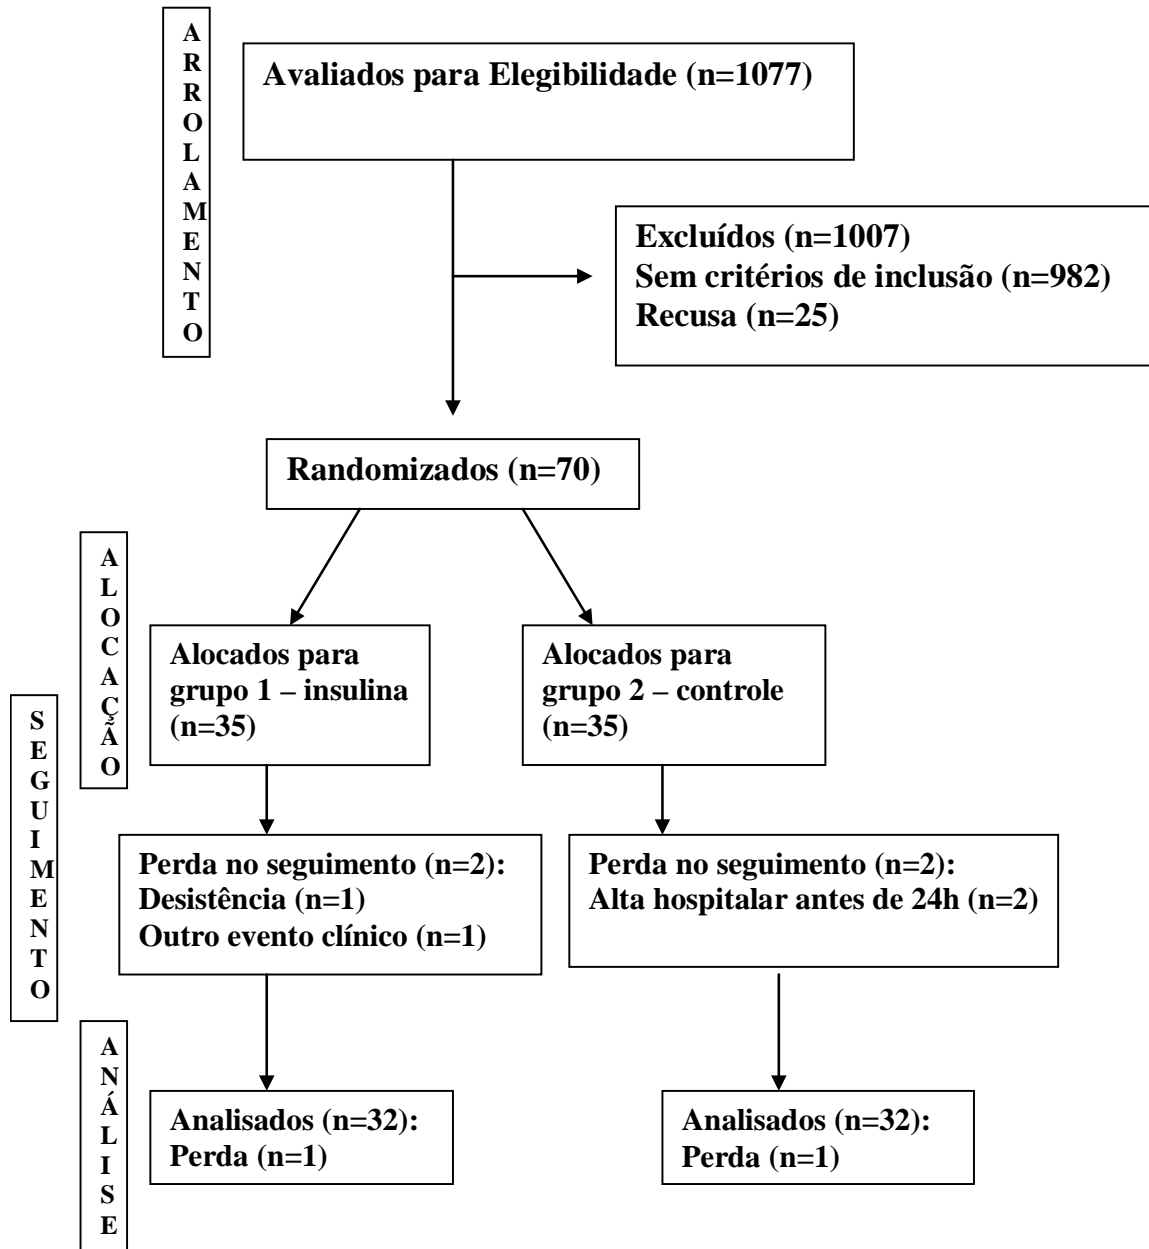 ARROLAMENTO
Avaliados para Elegibilidade (n=1077)
Excluídos (n=1007)
Sem critérios de inclusão (n=982)
Recusa (n=25)
Randomizados (n=70)
ALOCAÇÃO
Alocados para
grupo 1 – insulina
(n=35)
Alocados para
grupo 2 – controle
(n=35)
SEGUIMENTO
Perda no seguimento (n=2):
Desistência (n=1)
Outro evento clínico (n=1)
Perda no seguimento (n=2):
Alta hospitalar antes de 24h (n=2)
ANÁLISE
Analisados (n=32):
Perda (n=1)
Analisados (n=32):
Perda (n=1)